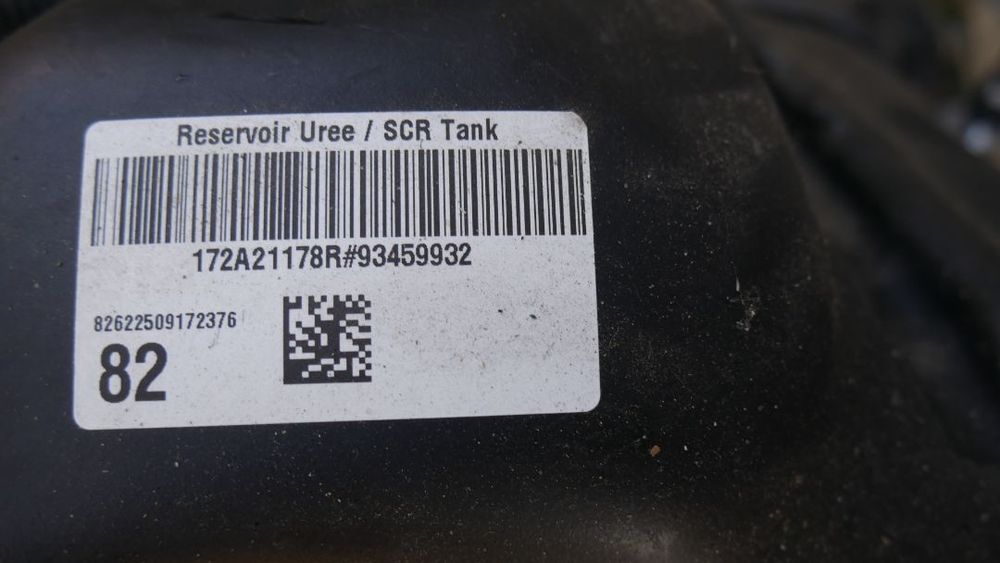 Reservoir Uree / SCR Tank
172A21178R#93459932
82622509172376
82